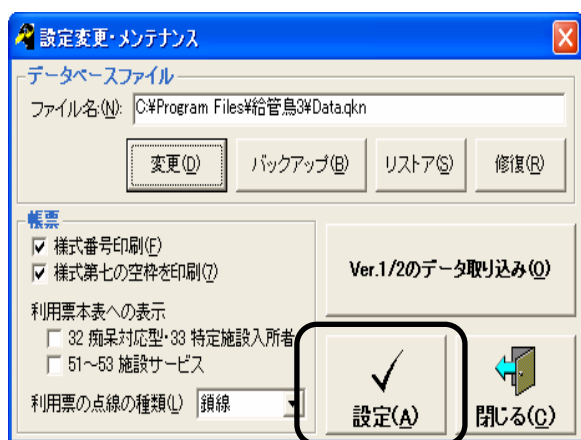 設定変更・メンテナンス
データベースファイル
ファイル名:(N): C:¥Program Files¥給管鳥3¥Data.qkn
変更(D) バックアップ(B) リストア(S) 修復(R)
帳票
様式番号印刷(F)
様式第七の空枠を印刷(7)
Ver.1/2のデータ取り込み(O)
利用票本表への表示
32 痴呆対応型・33 特定施設入所者
51～53 施設サービス
利用票の点線の種類(L) 鎖線
設定(A) 閉じる(C)